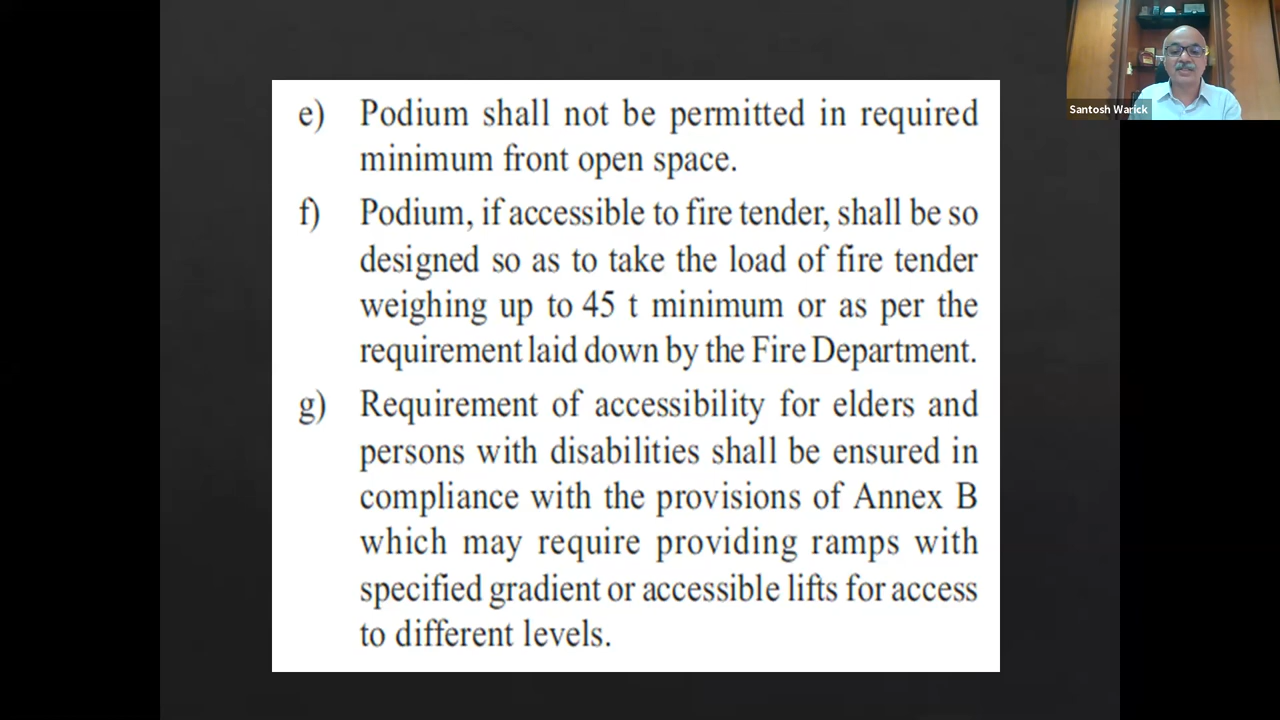 e) Podium shall not be permitted in required
minimum front open space.
f) Podium, if accessible to fire tender, shall be so
designed so as to take the load of fire tender
weighing up to 45 t minimum or as per the
requirement laid down by the Fire Department.
g) Requirement of accessibility for elders and
persons with disabilities shall be ensured in
compliance with the provisions of Annex B
which may require providing ramps with
specified gradient or accessible lifts for access
to different levels.
Santosh Warick